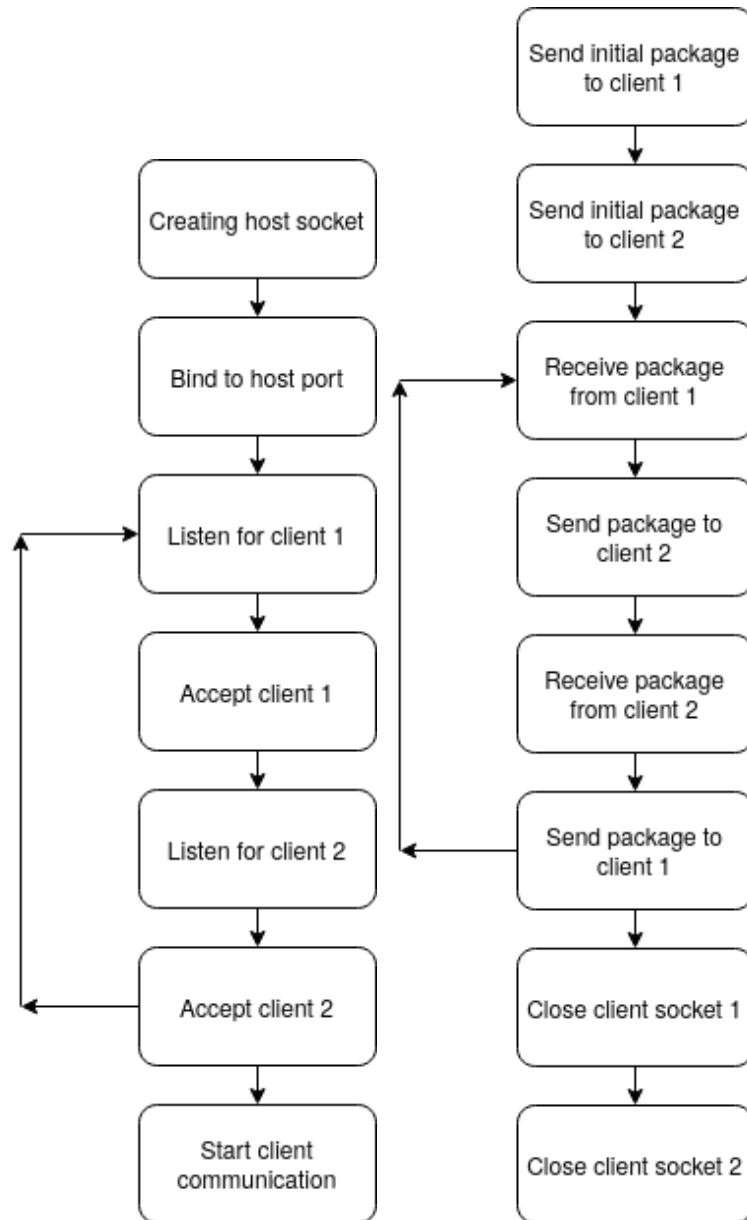 Creating host socket
Bind to host port
Listen for client 1
Accept client 1
Listen for client 2
Accept client 2
Start client
communication
Send initial package
to client 1
Send initial package
to client 2
Receive package
from client 1
Send package to
client 2
Receive package
from client 2
Send package to
client 1
Close client socket 1
Close client socket 2